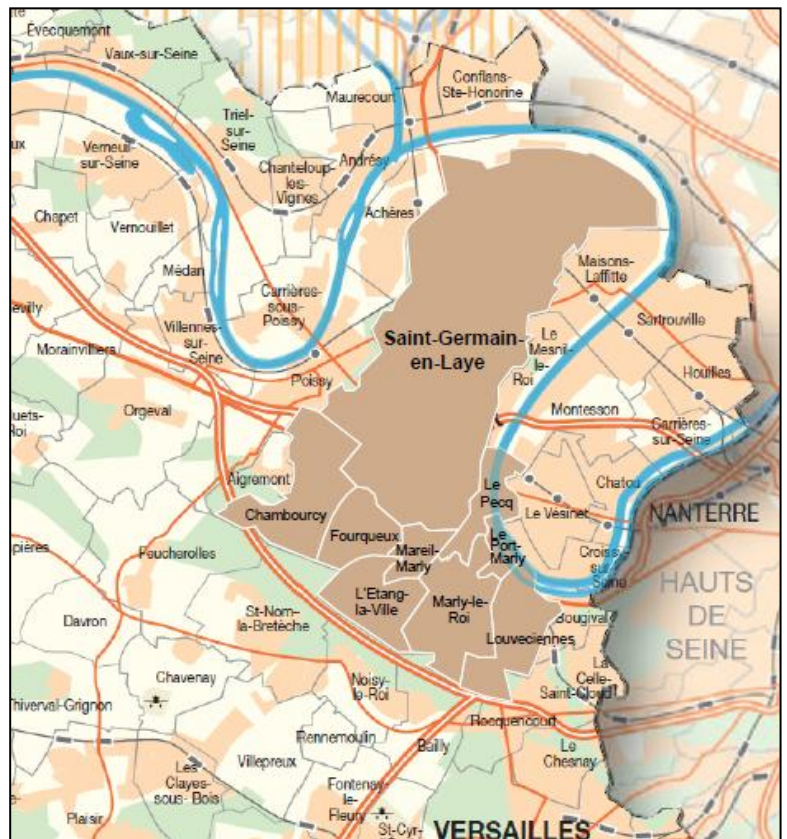 Évecquemont
Vaux-sur-Seine
Conflans-
Ste-Honorine
Maurecourt
Triel-
sur-
Seine
Verneuil-
sur-Seine
Chanteloup-
les-
Vignes
Andrésy
Achères
Chapet
Vernouillet
Médan
Maisons-
Laffitte
Carrières-
sous-
Poissy
Sartrouville
Villennes-
sur-
Seine
Saint-Germain-
en-Laye
Le
Mesnil-
le-
Roi
Morainvilliers
Houilles
Poissy
Orgeval
Montesson
Carrières-
sur-Seine
Aigremont
Le
Pecq
Chatou
Le Vésinet
NANTERRE
Chambourcy
Fourqueux
Mareil-
Marly
Le
Port-
Marly
Feucherolles
Croissy-
sur-
Seine
HAUTS
DE
SEINE
L'Etang-
la-Ville
Marly-le-
Roi
St-Nom-
la-Bretèche
Davron
Louveciennes
Bougival
Chavenay
Noisy-
le-Roi
La
Celle-
Saint-Cloud
Thiverval-Grignon
Rocquencourt
Rennemoulin
Bailly
Le
Chesnay
Villepreux
Les
Clayes-
sous- Bois
Fontenay-
le-
Fleury
Plaisir
St-Cyr-
VERSAILLES